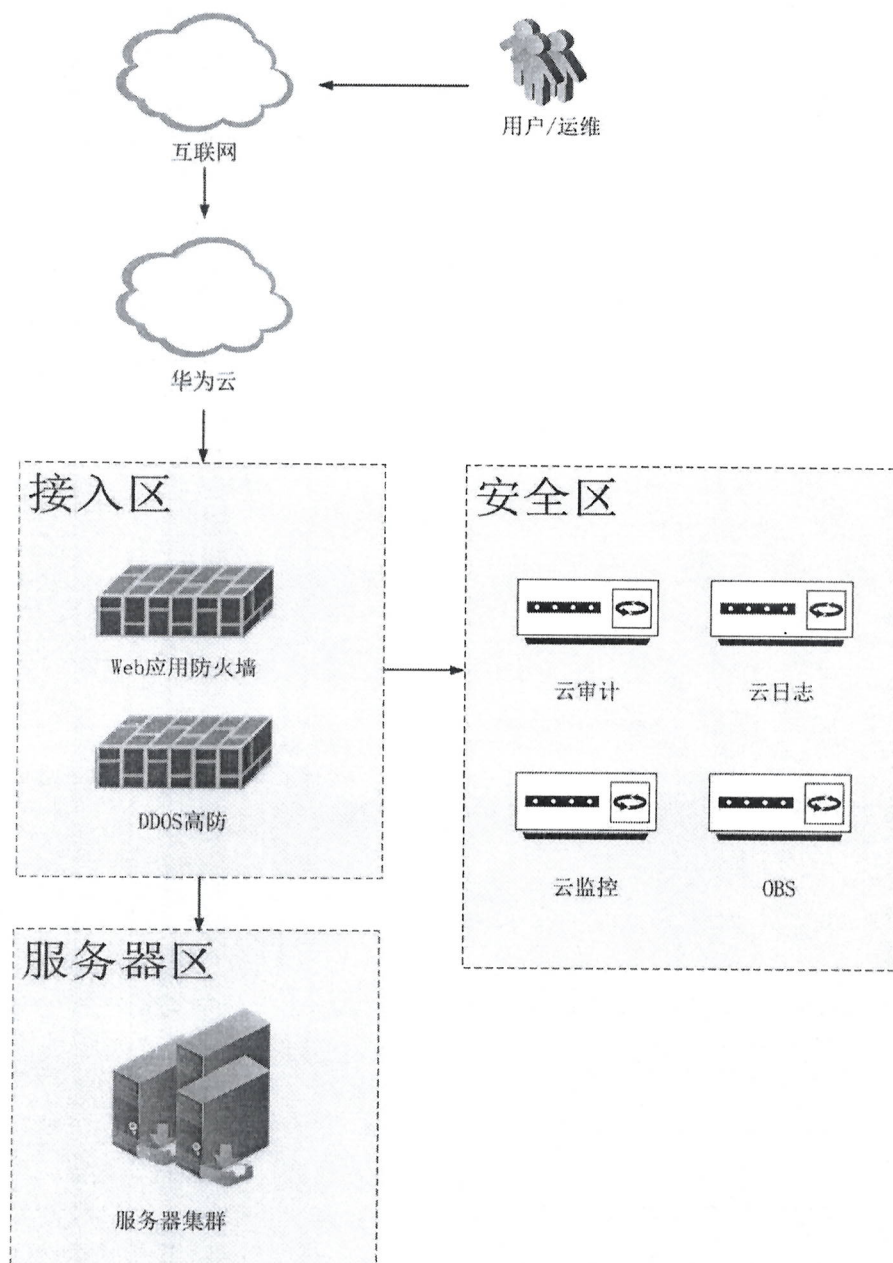 用户/运维
互联网
华为云
接入区
Web应用防火墙
DDOS高防
安全区
云审计
云日志
云监控
OBS
服务器区
服务器集群